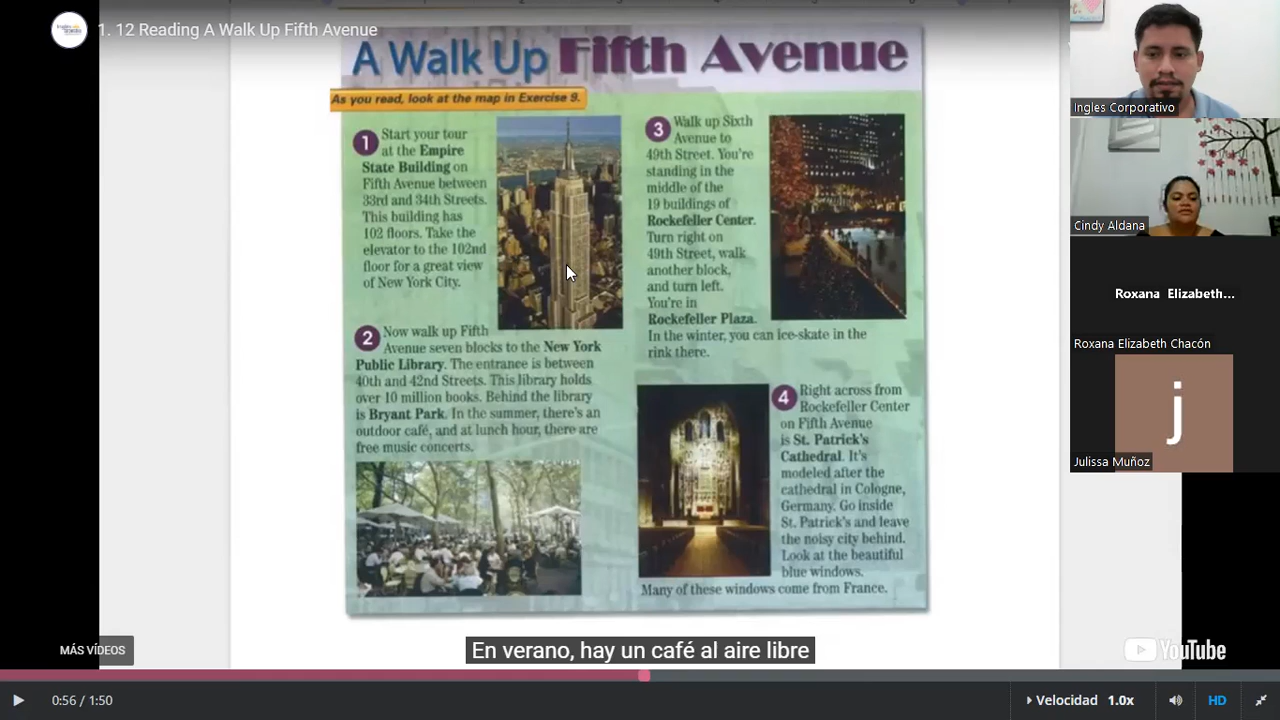 1. 12 Reading A Walk Up Fifth Avenue
A Walk Up Fifth Avenue
As you read, look at the map in Exercise 9.
1 Start your tour
at the Empire
State Building on
Fifth Avenue between
33rd and 34th Streets.
This building has
102 floors. Take the
elevator to the 102nd
floor for a great view
of New York City.
2 Now walk up Fifth
Avenue seven blocks to the New York
Public Library. The entrance is between
40th and 42nd Streets. This library holds
over 10 million books. Behind the library
is Bryant Park. In the summer, there's an
outdoor café, and at lunch hour, there are
free music concerts.
3 Walk up Sixth
Avenue to
49th Street. You're
standing in the
middle of the
19 buildings of
Rockefeller Center.
Turn right on
49th Street, walk
another block,
and turn left.
You're in
Rockefeller Plaza.
In the winter, you can ice-skate in the
rink there.
4 Right across from
Rockefeller Center
on Fifth Avenue
is St. Patrick's
Cathedral. It's
modeled after the
cathedral in Cologne,
Germany. Go inside
St. Patrick's and leave
the noisy city behind.
Look at the beautiful
blue windows.
Many of these windows come from France.
Ingles Corporativo
Cindy Aldana
Roxana Elizabeth...
Roxana Elizabeth Chacón
j
Julissa Muñoz
En verano, hay un café al aire libre
MÁS VÍDEOS
YouTube
0:56 / 1:50
Velocidad 1.0x
HD